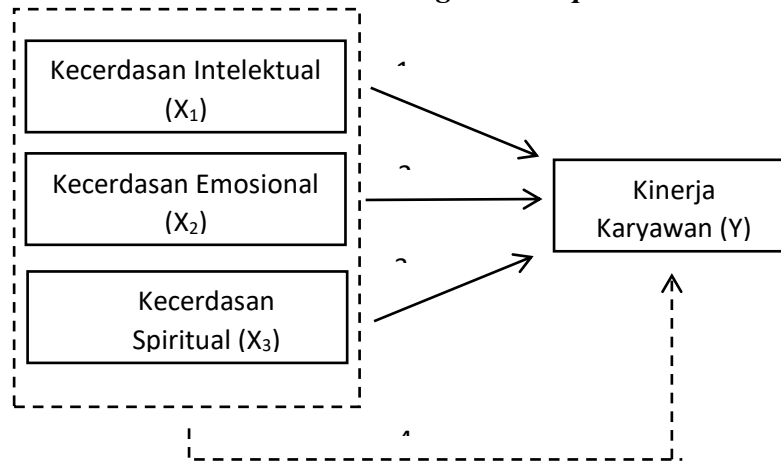 Kecerdasan Intelektual
(X₁)
Kecerdasan Emosional
(X₂)
Kecerdasan
Spiritual (X₃)
Kinerja
Karyawan (Y)